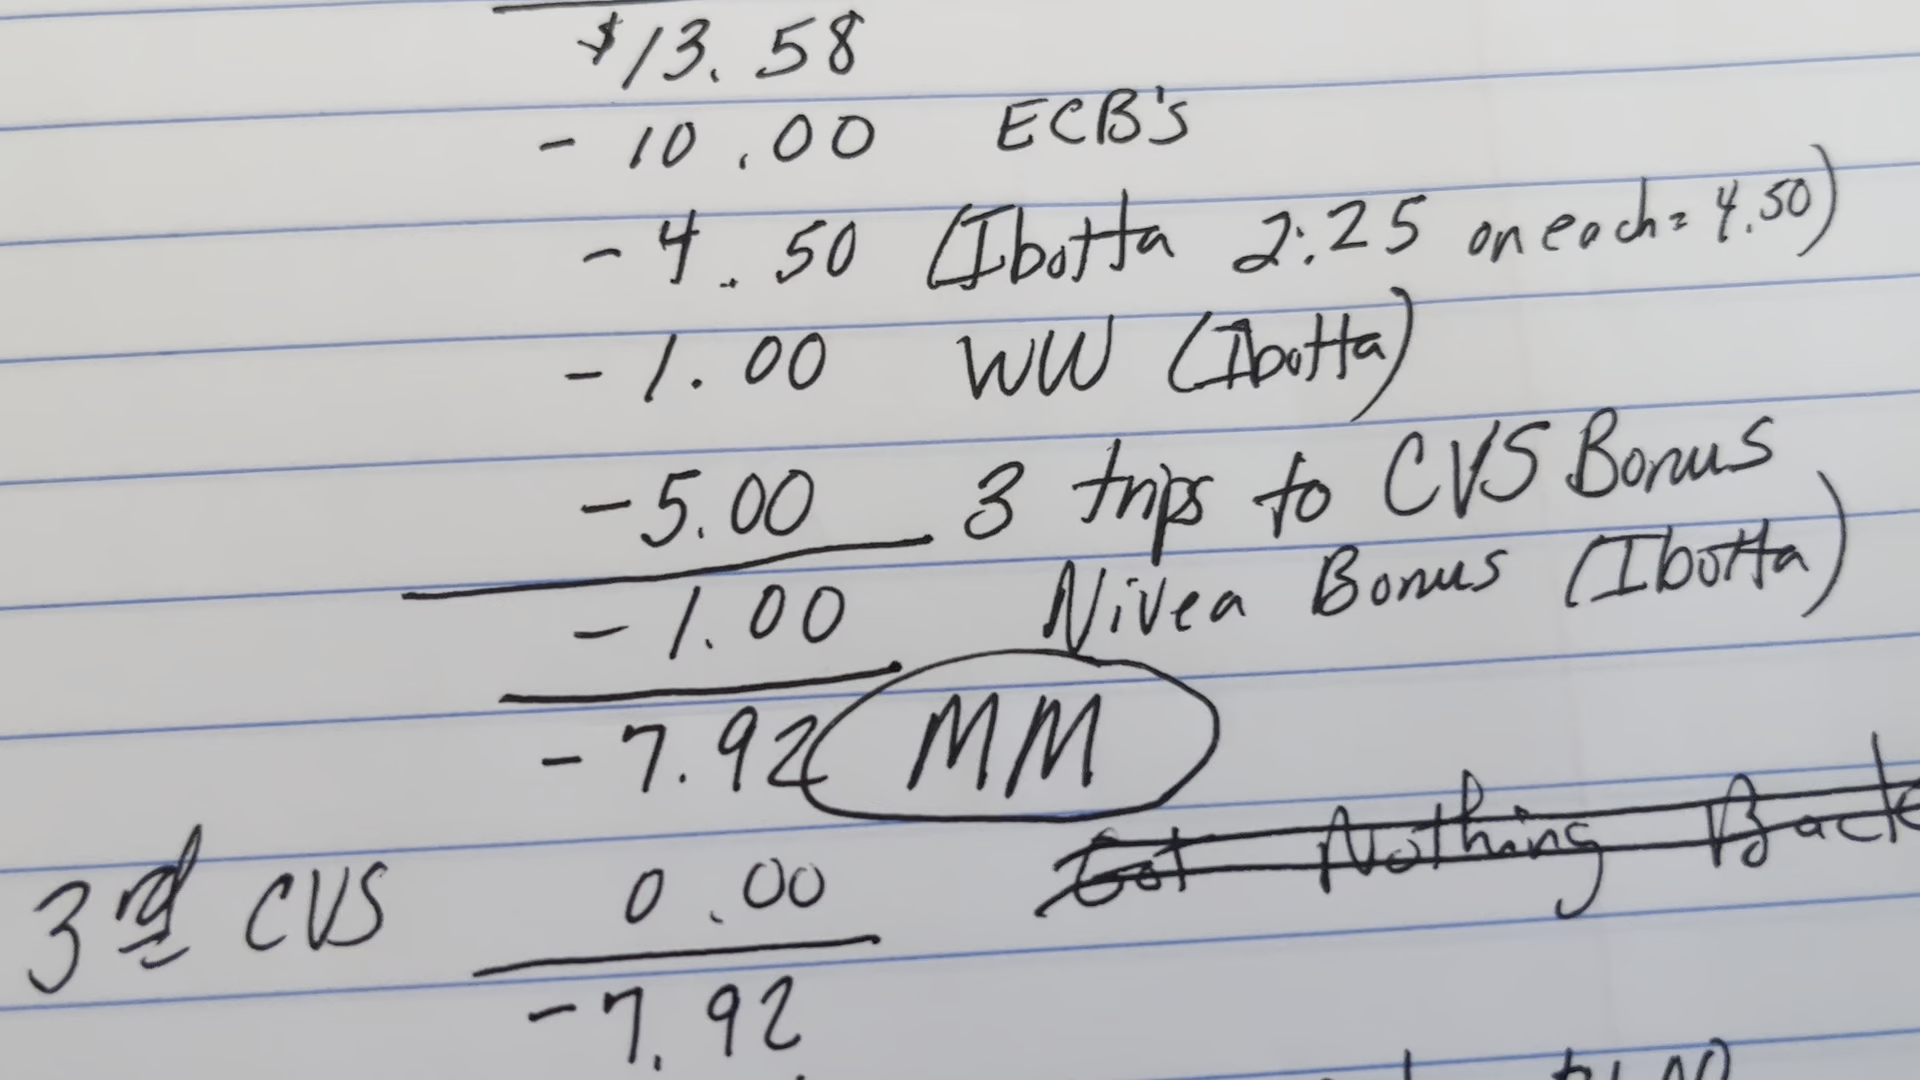 $13.58
- 10.00 ECB's
- 4.50 (Ibotta 2.25 on each = 4.50)
- 1.00 WW (Ibotta)
- 5.00 3 trips to CVS Bonus
- 1.00 Nivea Bonus (Ibotta)
- 7.92 MM
3rd CVS 0.00 Got Nothing Back
- 7.92